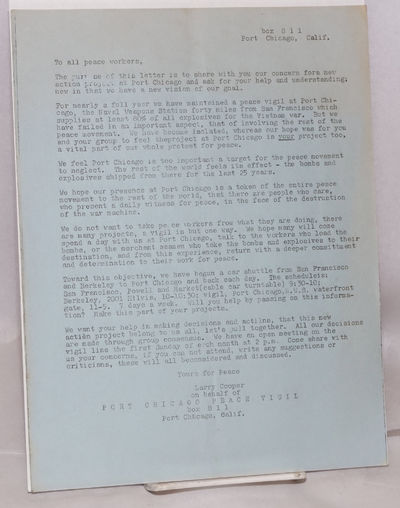 box 811
Port Chicago, Calif.
To all peace workers,
The of this letter is to share with you our concern for a new
action project at Port Chicago and ask for your help and understanding;
new in that we have a new vision of our goal.
For nearly a full year we have maintained a peace vigil at Port Chi-
cago, the Naval Weapons Station forty miles from San Francisco which
supplies at least 80% of all explosives for the Vietnam war. But we
have failed in an important aspect, that of involving the rest of the
peace movement. We have become isolated, whereas our hope was for you
and your group to feel theproject at Port Chicago is your project too,
a vital part of our whole protest for peace.
We feel Port Chicago is too important a target for the peace movement
to neglect. The rest of the world feels its effect - the bombs and
explosives shipped from there for the last 25 years.
We hope our presence at Port Chicago is a token of the entire peace
movement to the rest of the world, that there are people who care,
who present a daily witness for peace, in the face of the destruction
of the war machine.
We do not want to take peace workers from what they are doing, there
are many projects, a vigil is but one way. We hope many will come
spend a day with us at Port Chicago, talk to the workers who load the
bombs, or the merchant seamen who take the bombs and explosives to their
destination, and from this experience, return with a deeper committment
and determination to their work for peace.
Toward this objective, we have begun a car shuttle from San Francisco
and Berkeley to Port Chicago and back each day. The schedule:
San Francisco, Powell and Market(cable car turntable) 9:30-10;
Berkeley, 2001 Milvia, 10-10:30; vigil, Port Chicago, waterfront
gate, 11-5. 7 days a week. Will you help by passing on this informa-
tion? Make this part of your projects.
We want your help in making decisions and actions, that this new
action project belong to us all, let's pull together. All our decisions
are made through group consensus. We have an open meeting on the
vigil line the first Sunday of each month at 2 p.m. Come share with
us your concerns, if you can not attend, write any suggestions or
criticisms, these will all beconsidered and discussed.
Yours for Peace
Larry Cooper
on behalf of
PORT CHICAGO PEACE VIGIL
box 811
Port Chicago, Calif.